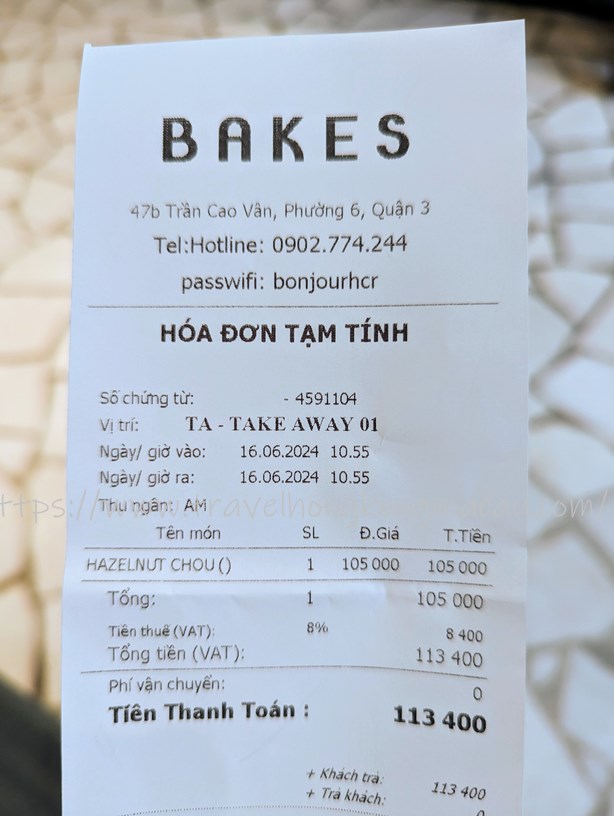 BAKES
47b Trần Cao Vân, Phường 6, Quận 3
Tel:Hotline: 0902.774.244
passwifi: bonjourhcr
HÓA ĐƠN TẠM TÍNH
Số chứng từ: - 4591104
Vị trí: TA - TAKE AWAY 01
Ngày/ giờ vào: 16.06.2024 10.55
Ngày/ giờ ra: 16.06.2024 10.55
Thu ngân: AM
Tên món SL Đ.Giá T.Tiền
HAZELNUT CHOU () 1 105 000 105 000
Tổng: 1 105 000
Tiền thuế (VAT): 8% 8 400
Tổng tiền (VAT): 113 400
Phí vận chuyển: 0
Tiền Thanh Toán : 113 400
+ Khách trả: 113 400
+ Trả khách: 0